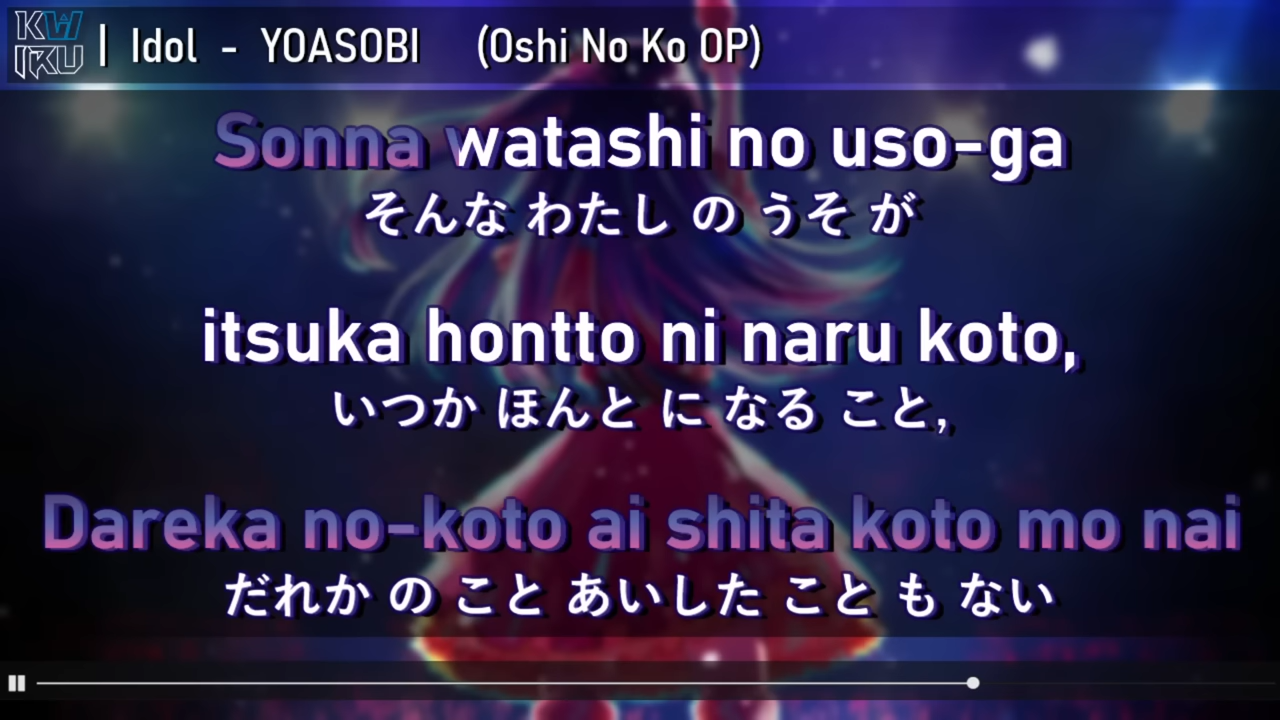 KW
IRU | Idol - YOASOBI (Oshi No Ko OP)
Sonna watashi no uso-ga
そんな わたし の うそ が
itsuka hontto ni naru koto,
いつか ほんと に なる こと,
Dareka no-koto ai shita koto mo nai
だれか の こと あいした こと も ない